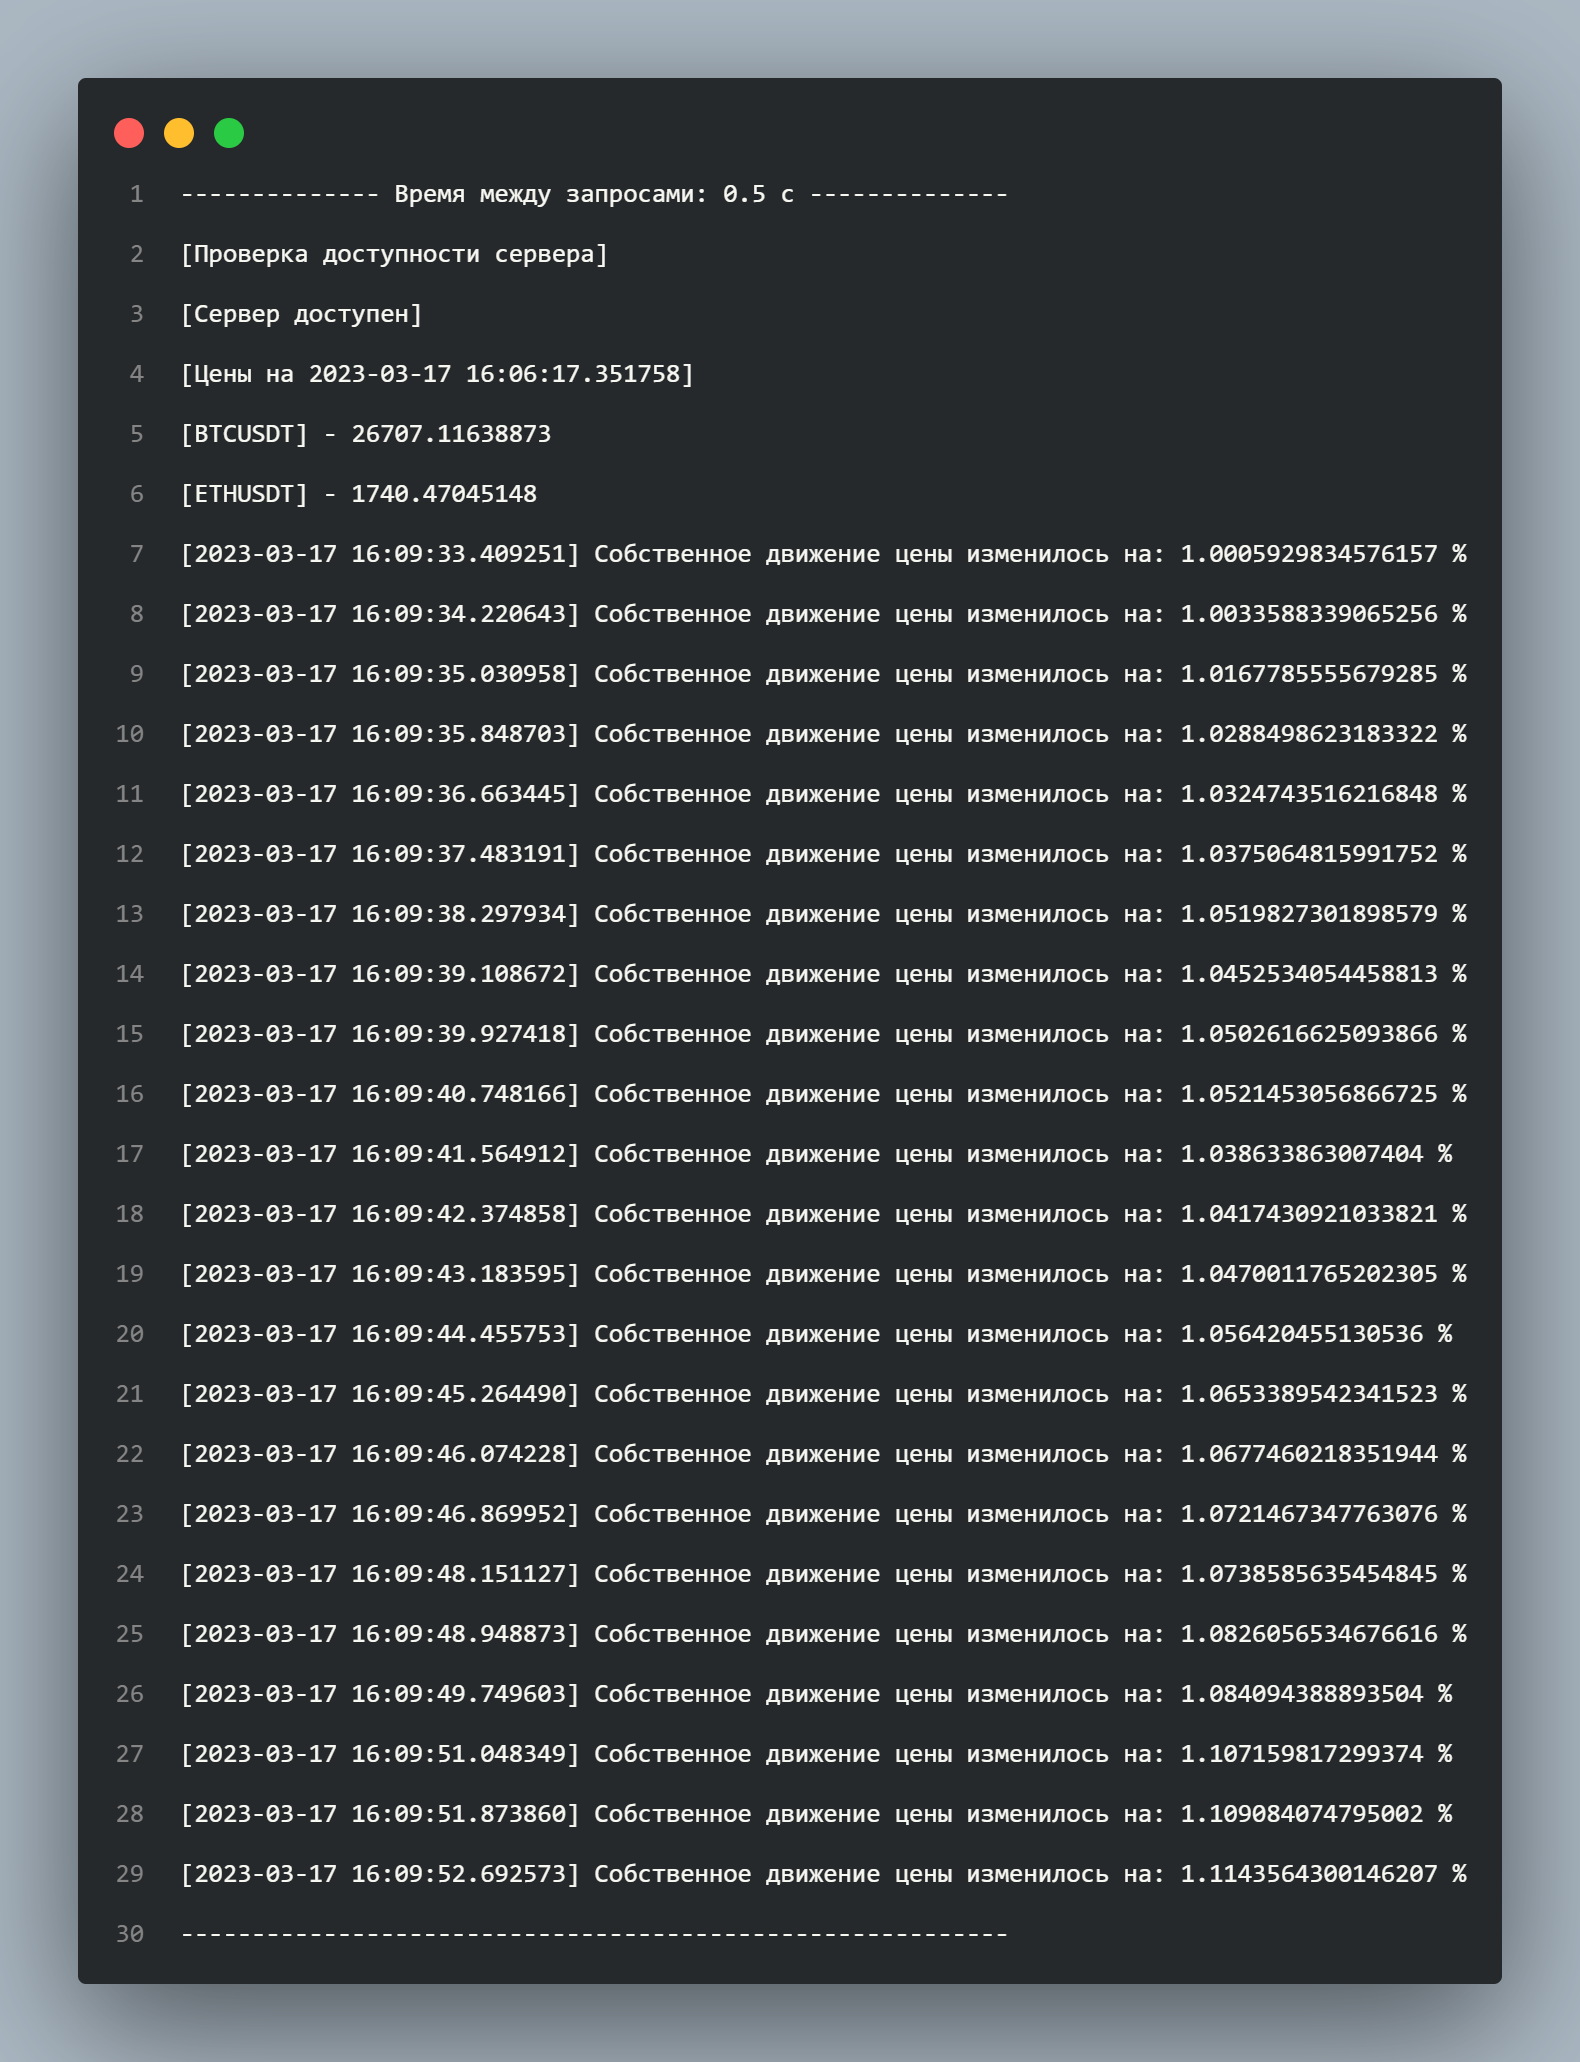 1 -------------- Время между запросами: 0.5 с --------------
2 [Проверка доступности сервера]
3 [Сервер доступен]
4 [Цены на 2023-03-17 16:06:17.351758]
5 [BTCUSDT] - 26707.11638873
6 [ETHUSDT] - 1740.47045148
7 [2023-03-17 16:09:33.409251] Собственное движение цены изменилось на: 1.0005929834576157 %
8 [2023-03-17 16:09:34.220643] Собственное движение цены изменилось на: 1.0033588339065256 %
9 [2023-03-17 16:09:35.030958] Собственное движение цены изменилось на: 1.0167785555679285 %
10 [2023-03-17 16:09:35.848703] Собственное движение цены изменилось на: 1.0288498623183322 %
11 [2023-03-17 16:09:36.663445] Собственное движение цены изменилось на: 1.0324743516216848 %
12 [2023-03-17 16:09:37.483191] Собственное движение цены изменилось на: 1.0375064815991752 %
13 [2023-03-17 16:09:38.297934] Собственное движение цены изменилось на: 1.0519827301898579 %
14 [2023-03-17 16:09:39.108672] Собственное движение цены изменилось на: 1.0452534054458813 %
15 [2023-03-17 16:09:39.927418] Собственное движение цены изменилось на: 1.0502616625093866 %
16 [2023-03-17 16:09:40.748166] Собственное движение цены изменилось на: 1.0521453056866725 %
17 [2023-03-17 16:09:41.564912] Собственное движение цены изменилось на: 1.038633863007404 %
18 [2023-03-17 16:09:42.374858] Собственное движение цены изменилось на: 1.0417430921033821 %
19 [2023-03-17 16:09:43.183595] Собственное движение цены изменилось на: 1.0470011765202305 %
20 [2023-03-17 16:09:44.455753] Собственное движение цены изменилось на: 1.056420455130536 %
21 [2023-03-17 16:09:45.264490] Собственное движение цены изменилось на: 1.0653389542341523 %
22 [2023-03-17 16:09:46.074228] Собственное движение цены изменилось на: 1.0677460218351944 %
23 [2023-03-17 16:09:46.869952] Собственное движение цены изменилось на: 1.0721467347763076 %
24 [2023-03-17 16:09:48.151127] Собственное движение цены изменилось на: 1.0738585635454845 %
25 [2023-03-17 16:09:48.948873] Собственное движение цены изменилось на: 1.0826056534676616 %
26 [2023-03-17 16:09:49.749603] Собственное движение цены изменилось на: 1.084094388893504 %
27 [2023-03-17 16:09:51.048349] Собственное движение цены изменилось на: 1.107159817299374 %
28 [2023-03-17 16:09:51.873860] Собственное движение цены изменилось на: 1.109084074795002 %
29 [2023-03-17 16:09:52.692573] Собственное движение цены изменилось на: 1.1143564300146207 %
30 ----------------------------------------------------------